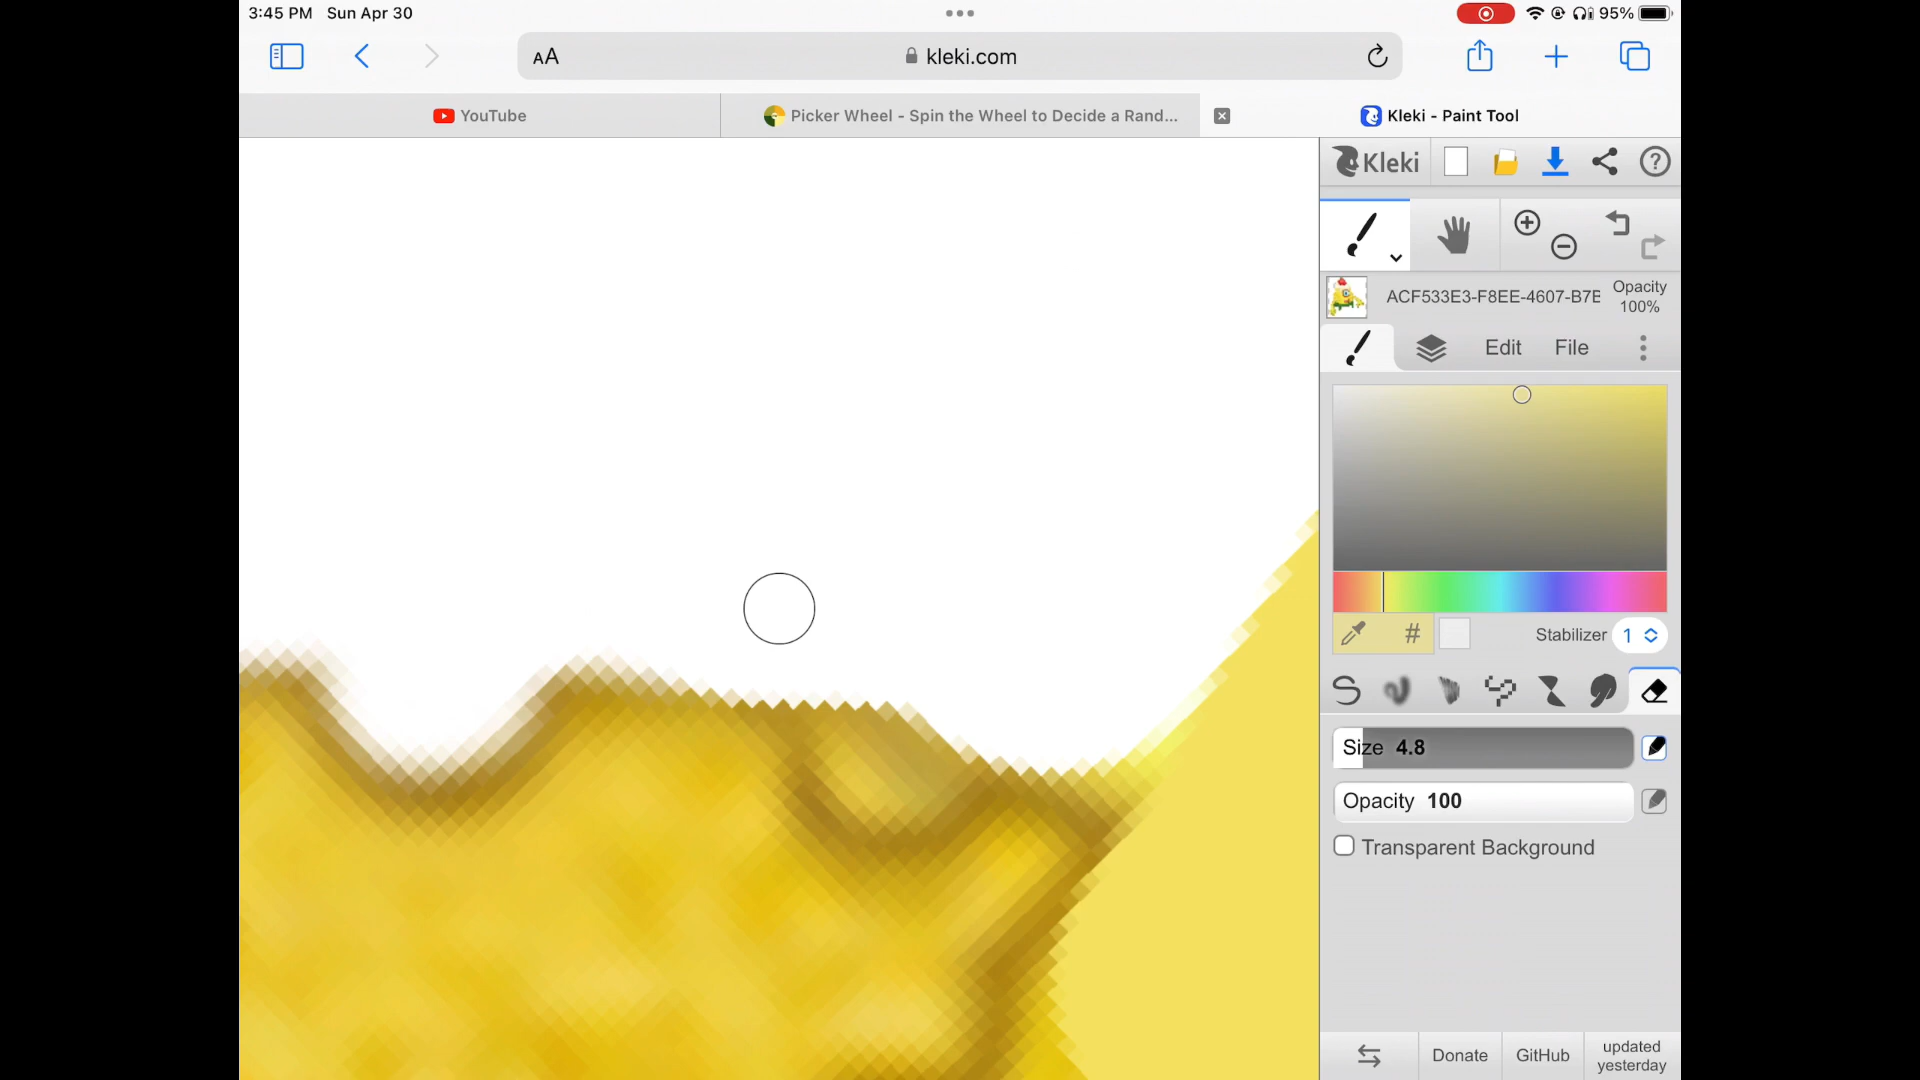 3:45 PM Sun Apr 30
95%
AA
kleki.com
YouTube
Picker Wheel - Spin the Wheel to Decide a Rand...
Kleki - Paint Tool
Kleki
ACF533E3-F8EE-4607-B7E
Opacity
100%
Edit
File
#
Stabilizer 1
Size 4.8
Opacity 100
Transparent Background
Donate
GitHub
updated
yesterday